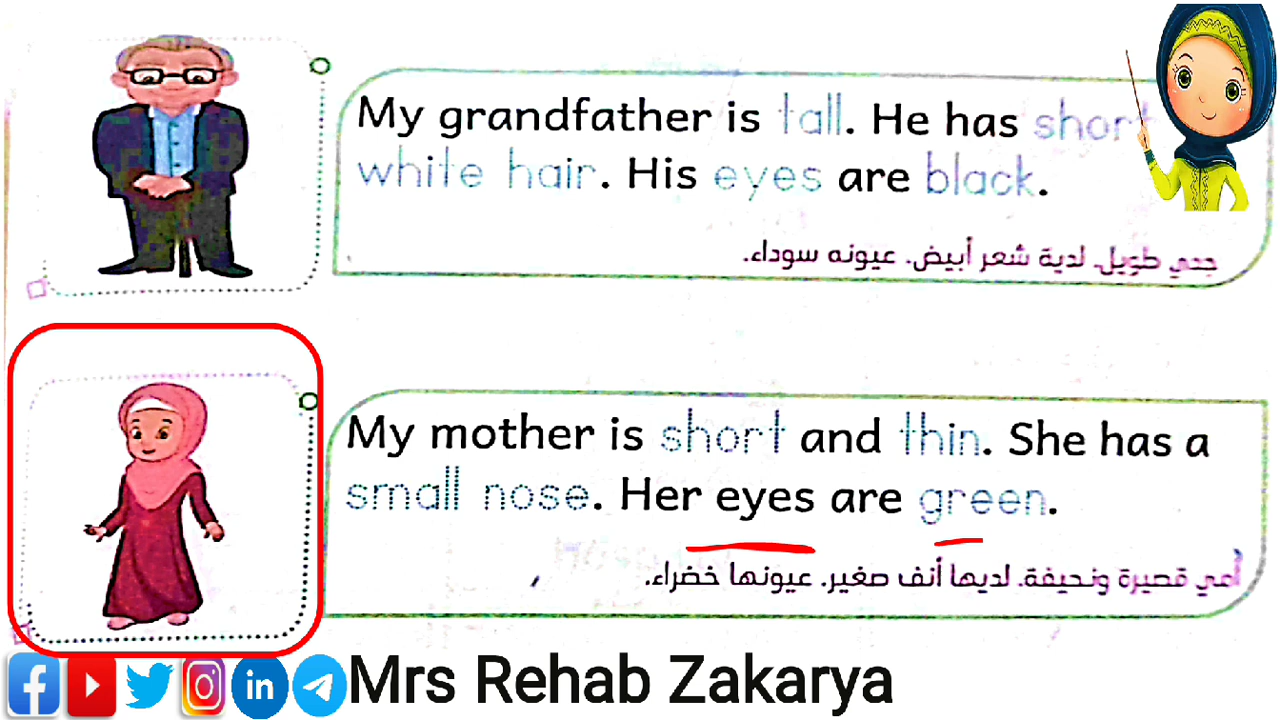 My grandfather is tall. He has short
white hair. His eyes are black.
جدي طويل. لدية شعر أبيض. عيونه سوداء.
My mother is short and thin. She has a
small nose. Her eyes are green.
أمي قصيرة ونحيفة. لديها أنف صغير. عيونها خضراء.
Mrs Rehab Zakarya